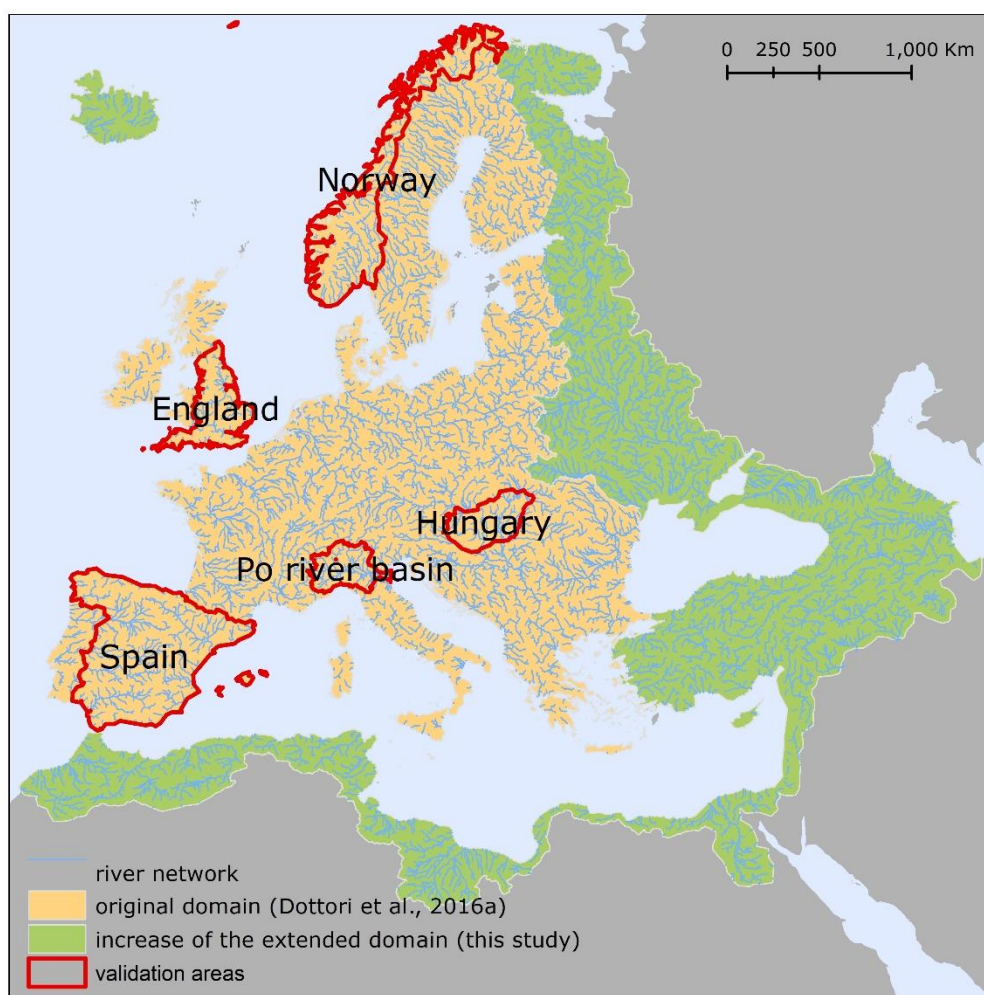 0 250 500 1,000 Km
Norway
England
Hungary
Po river basin
Spain
river network
original domain (Dottori et al., 2016a)
increase of the extended domain (this study)
validation areas